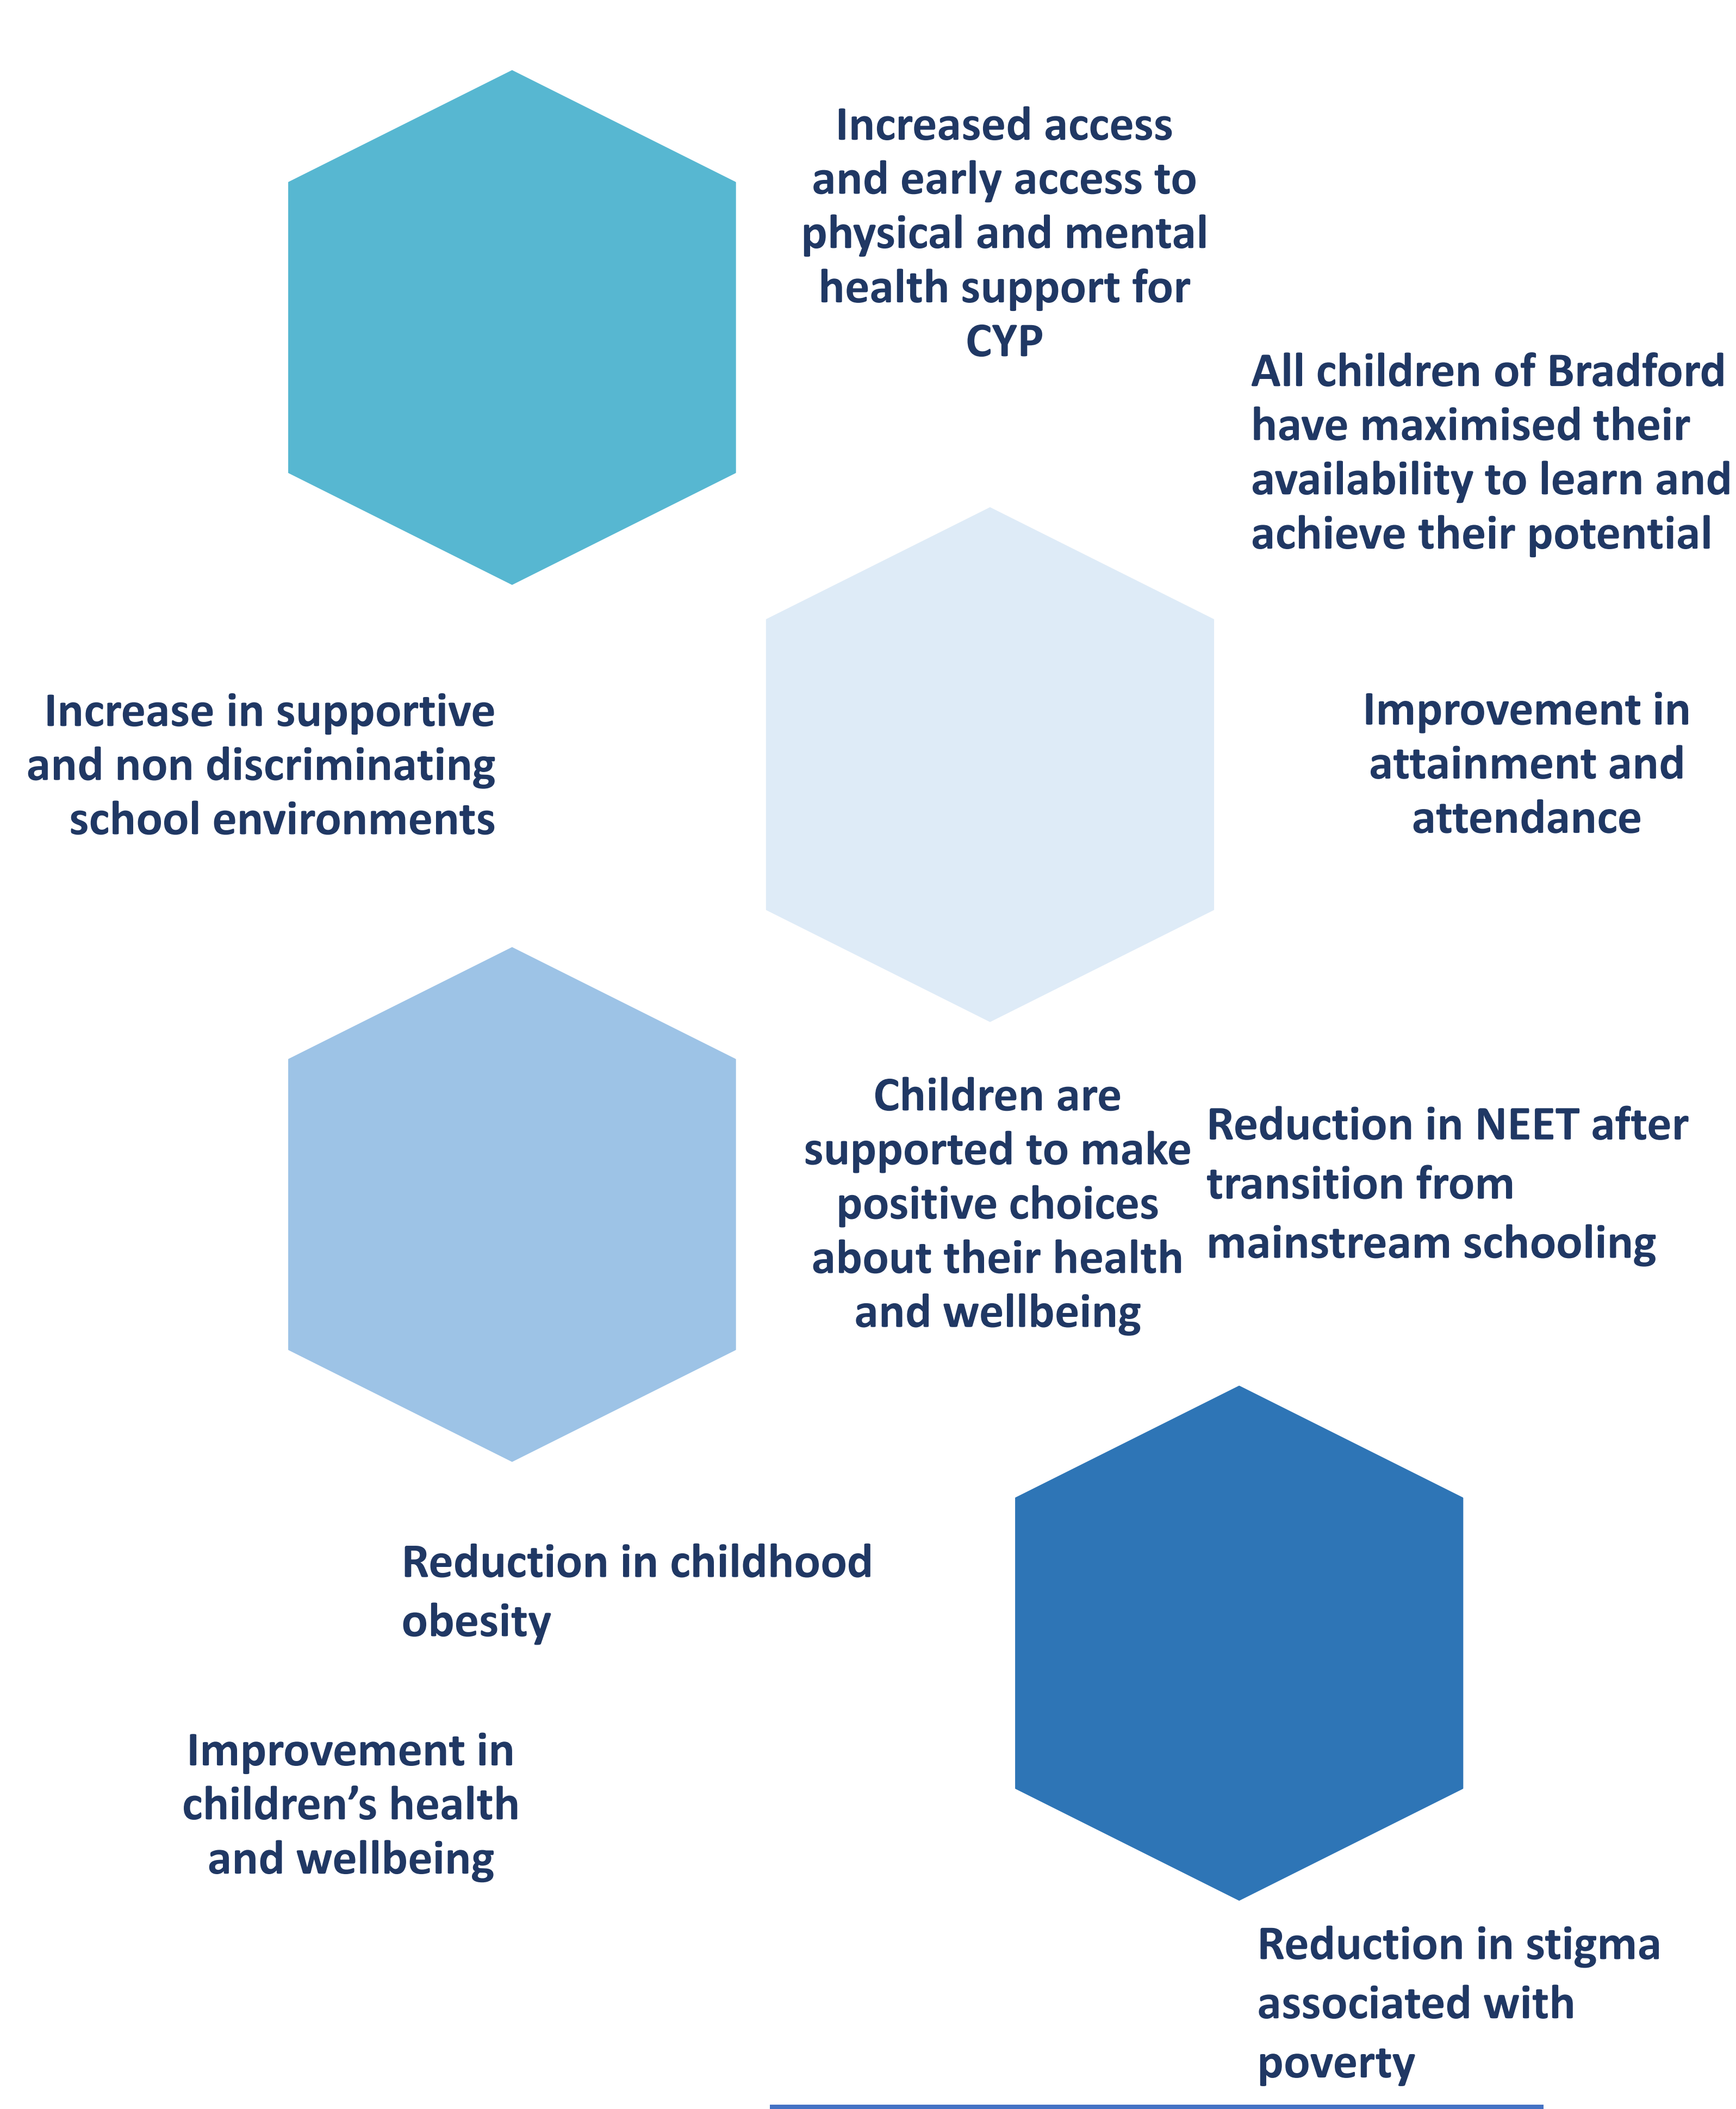 Increased access
and early access to
physical and mental
health support for
CYP
All children of Bradford
have maximised their
availability to learn and
achieve their potential
Increase in supportive
and non discriminating
school environments
Improvement in
attainment and
attendance
Children are
supported to make
positive choices
about their health
and wellbeing
Reduction in NEET after
transition from
mainstream schooling
Reduction in childhood
obesity
Improvement in
children’s health
and wellbeing
Reduction in stigma
associated with
poverty